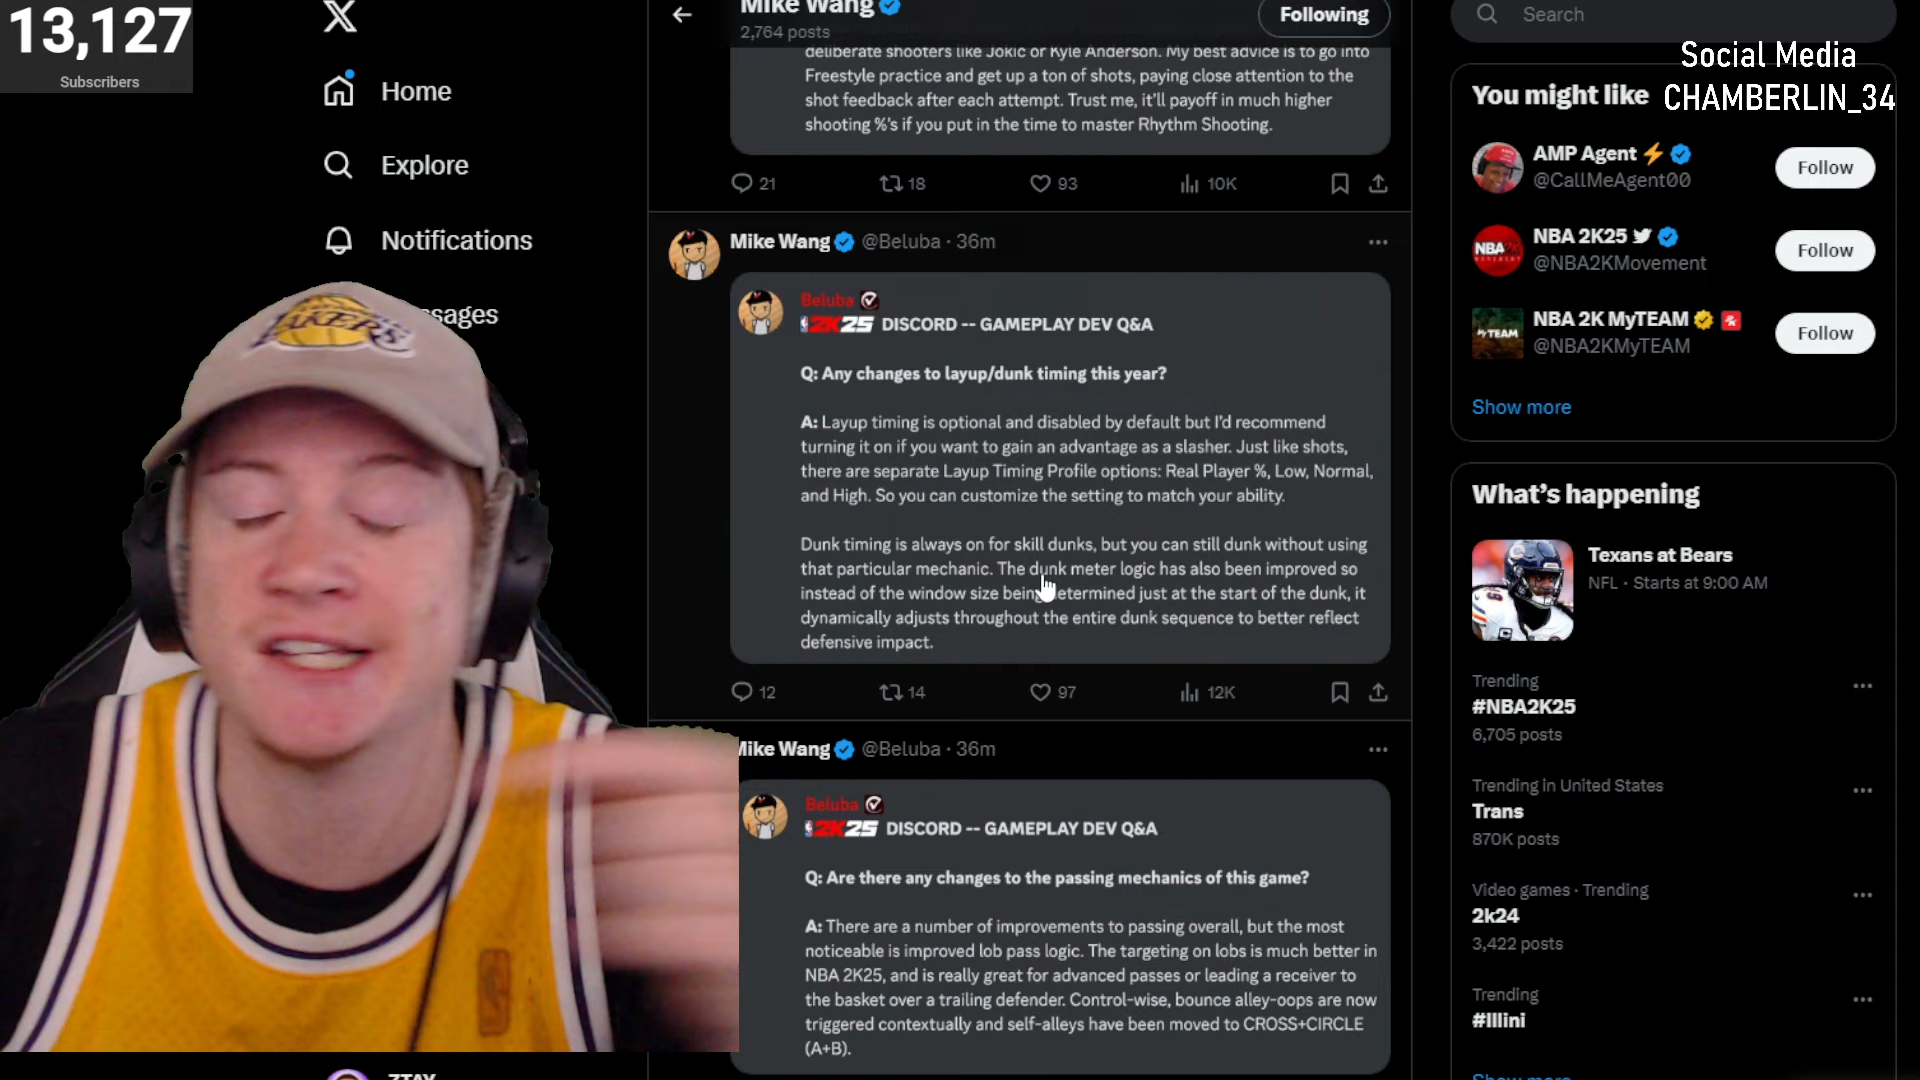 13,127
Subscribers
Home
Explore
Notifications
ssages
ZTAY
Mike Wang
2,764 posts
Following
deliberate shooters like Jokic or Kyle Anderson. My best advice is to go into
Freestyle practice and get up a ton of shots, paying close attention to the
shot feedback after each attempt. Trust me, it'll payoff in much higher
shooting %'s if you put in the time to master Rhythm Shooting.
21 18 93 10K
Mike Wang @Beluba · 36m
Beluba
2K25 DISCORD -- GAMEPLAY DEV Q&A
Q: Any changes to layup/dunk timing this year?
A: Layup timing is optional and disabled by default but I'd recommend
turning it on if you want to gain an advantage as a slasher. Just like shots,
there are separate Layup Timing Profile options: Real Player %, Low, Normal,
and High. So you can customize the setting to match your ability.
Dunk timing is always on for skill dunks, but you can still dunk without using
that particular mechanic. The dunk meter logic has also been improved so
instead of the window size being determined just at the start of the dunk, it
dynamically adjusts throughout the entire dunk sequence to better reflect
defensive impact.
12 14 97 12K
Mike Wang @Beluba · 36m
Beluba
2K25 DISCORD -- GAMEPLAY DEV Q&A
Q: Are there any changes to the passing mechanics of this game?
A: There are a number of improvements to passing overall, but the most
noticeable is improved lob pass logic. The targeting on lobs is much better in
NBA 2K25, and is really great for advanced passes or leading a receiver to
the basket over a trailing defender. Control-wise, bounce alley-oops are now
triggered contextually and self-alleys have been moved to CROSS+CIRCLE
(A+B).
Search
Social Media
CHAMBERLIN_34
You might like
AMP Agent
@CallMeAgent00
Follow
NBA 2K25
@NBA2KMovement
Follow
NBA 2K MyTEAM
@NBA2KMyTEAM
Follow
Show more
What's happening
Texans at Bears
NFL · Starts at 9:00 AM
Trending
#NBA2K25
6,705 posts
Trending in United States
Trans
870K posts
Video games · Trending
2k24
3,422 posts
Trending
#Illini
Show more
LAKERS